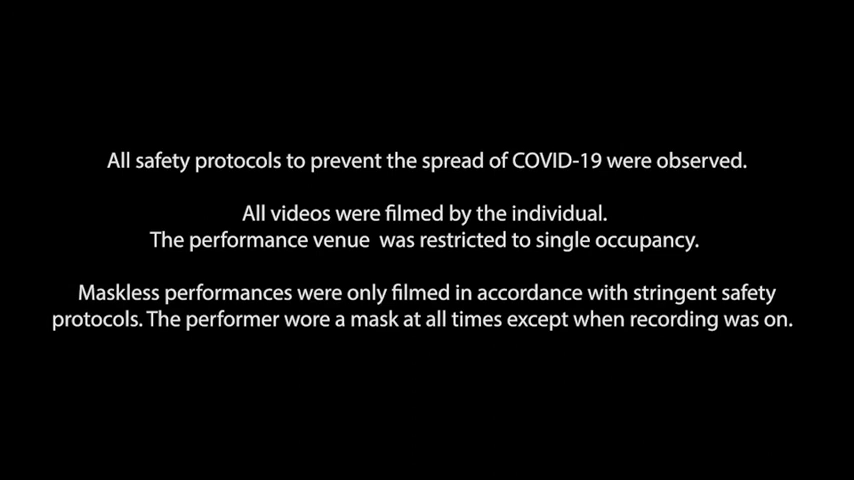 All safety protocols to prevent the spread of COVID-19 were observed.
All videos were filmed by the individual.
The performance venue  was restricted to single occupancy.
Maskless performances were only filmed in accordance with stringent safety
protocols. The performer wore a mask at all times except when recording was on.